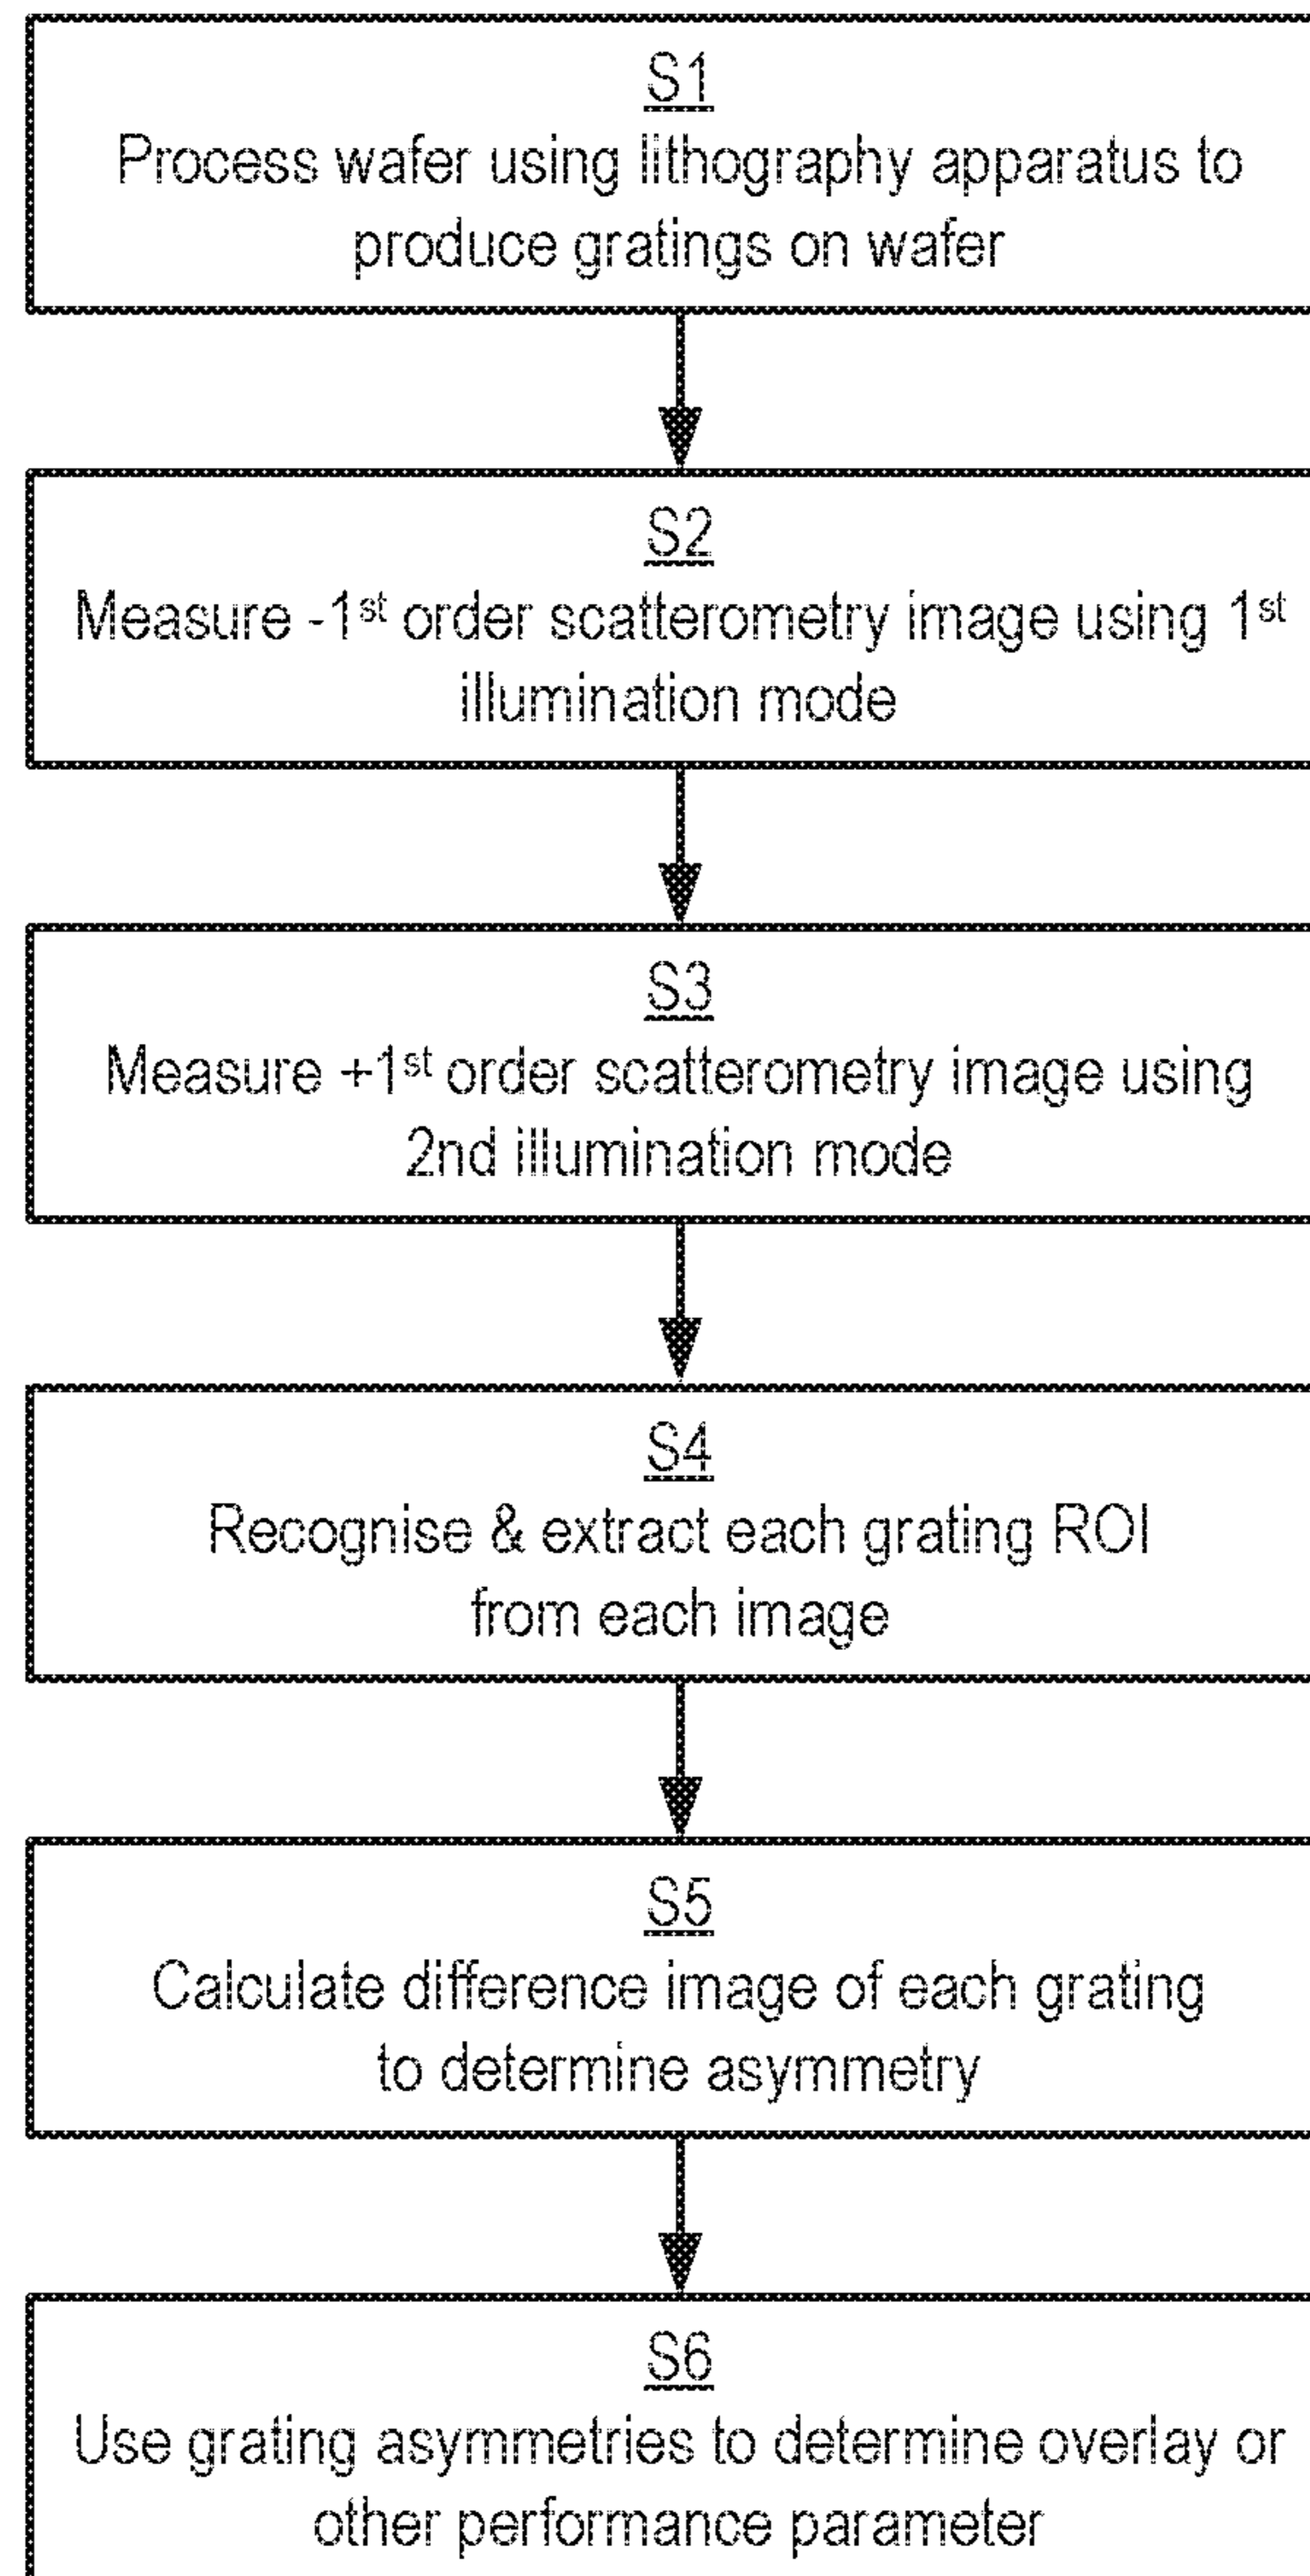 S1
Process wafer using lithography apparatus to
produce gratings on wafer
S2
Measure -1st order scatterometry image using 1st
illumination mode
S3
Measure +1st order scatterometry image using
2nd illumination mode
S4
Recognise & extract each grating ROI
from each image
S5
Calculate difference image of each grating
to determine asymmetry
S6
Use grating asymmetries to determine overlay or
other performance parameter